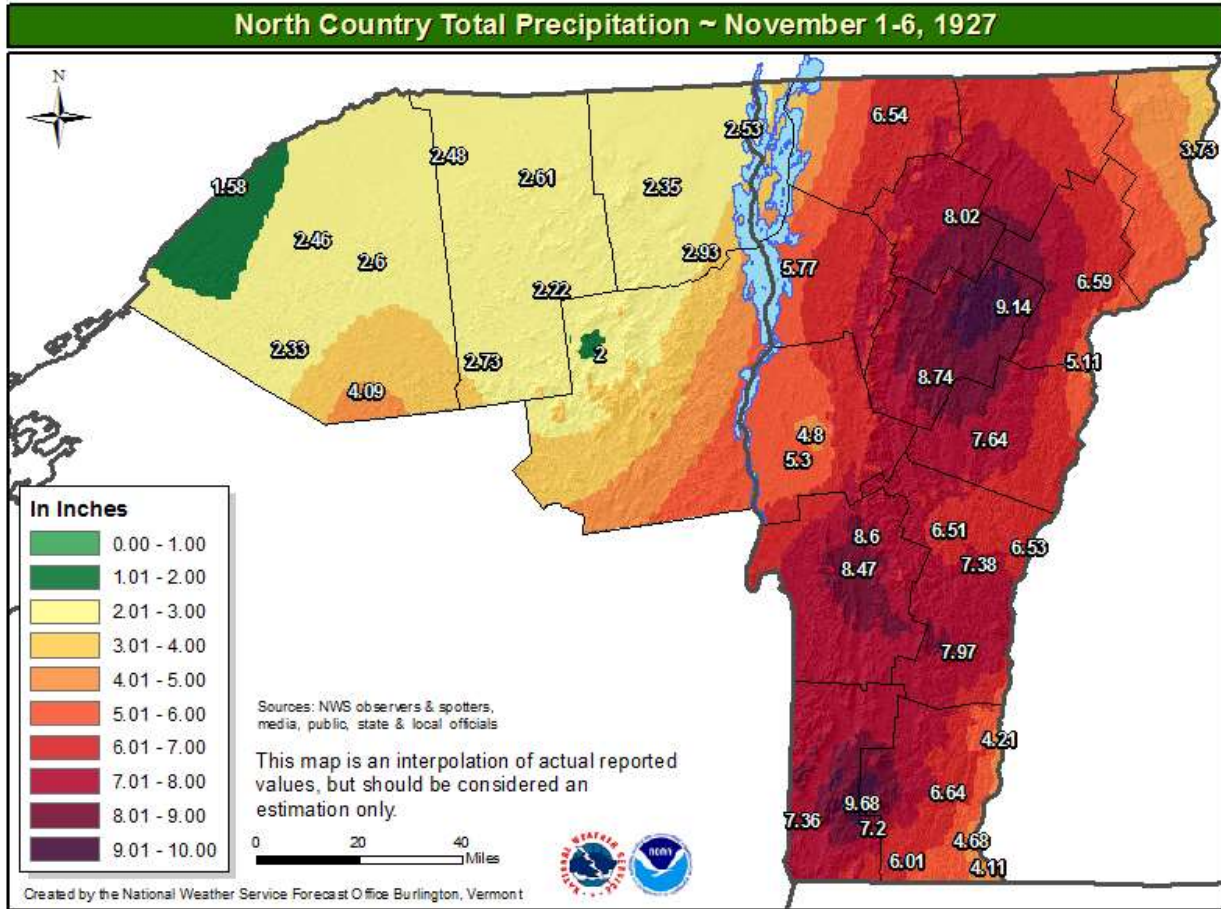 North Country Total Precipitation ~ November 1-6, 1927
N
2.53
6.54
2.48
3.73
2.61
1.58
2.35
8.02
2.46
2.6
2.93
5.77
6.59
2.22
9.14
2.33
2
2.73
5.11
4.09
8.74
4.8
7.64
5.3
8.6
6.51
6.53
8.47
7.38
7.97
4.21
6.64
9.68
7.36
7.2
4.68
6.01
4.11
In Inches
0.00 - 1.00
1.01 - 2.00
2.01 - 3.00
3.01 - 4.00
4.01 - 5.00
5.01 - 6.00
6.01 - 7.00
7.01 - 8.00
8.01 - 9.00
9.01 - 10.00
Sources: NWS observers & spotters,
media, public, state & local officials
This map is an interpolation of actual reported
values, but should be considered an
estimation only.
0 20 40
Miles
NATIONAL WEATHER SERVICE
noaa
Created by the National Weather Service Forecast Office Burlington, Vermont